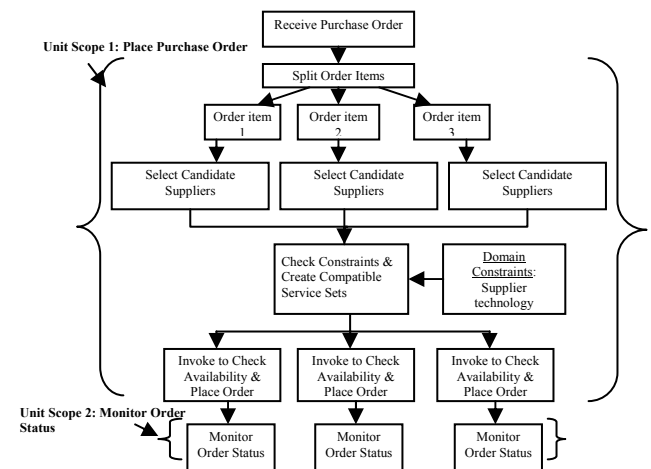 Receive Purchase Order
Unit Scope 1: Place Purchase Order
Split Order Items
Order item
1
Order item
2
Order item
3
Select Candidate
Suppliers
Select Candidate
Suppliers
Select Candidate
Suppliers
Check Constraints &
Create Compatible
Service Sets
Domain
Constraints:
Supplier
technology
Invoke to Check
Availability &
Place Order
Invoke to Check
Availability &
Place Order
Invoke to Check
Availability &
Place Order
Unit Scope 2: Monitor Order
Status
Monitor
Order Status
Monitor
Order Status
Monitor
Order Status